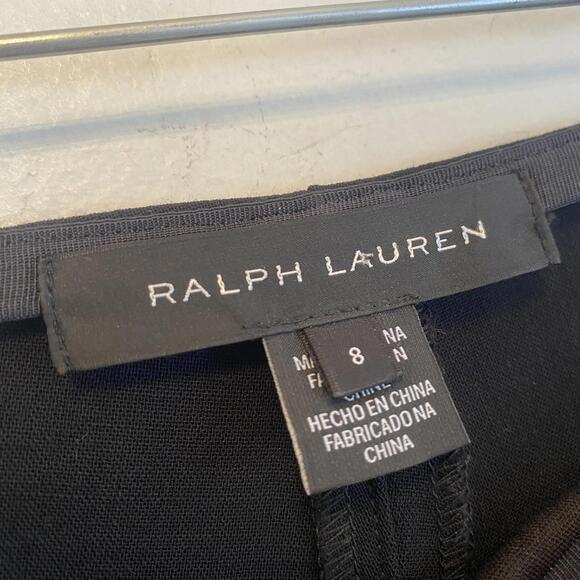 RALPH LAUREN
8
HECHO EN CHINA
FABRICADO NA
CHINA